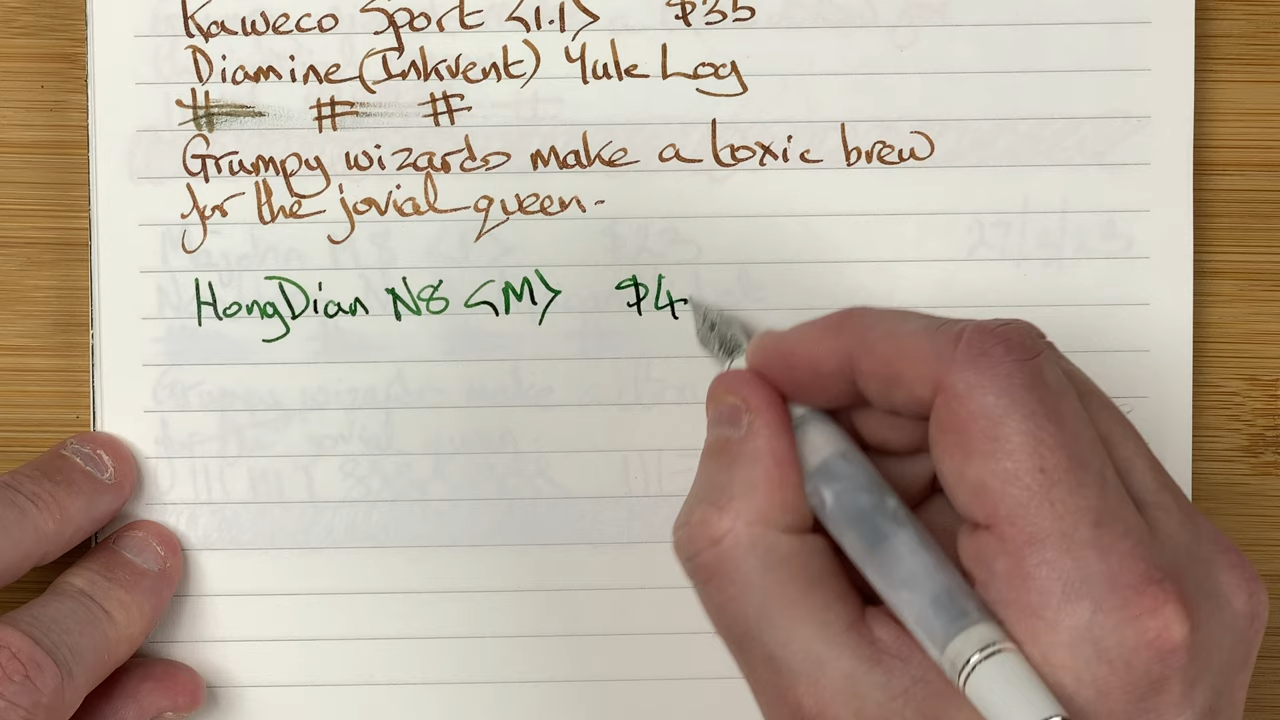 Kaweco Sport <1.1> $35
Diamine (Inkvent) Yule Log
# # #
Grumpy wizards make a toxic brew
for the jovial queen.
HongDian N8 <M> $4